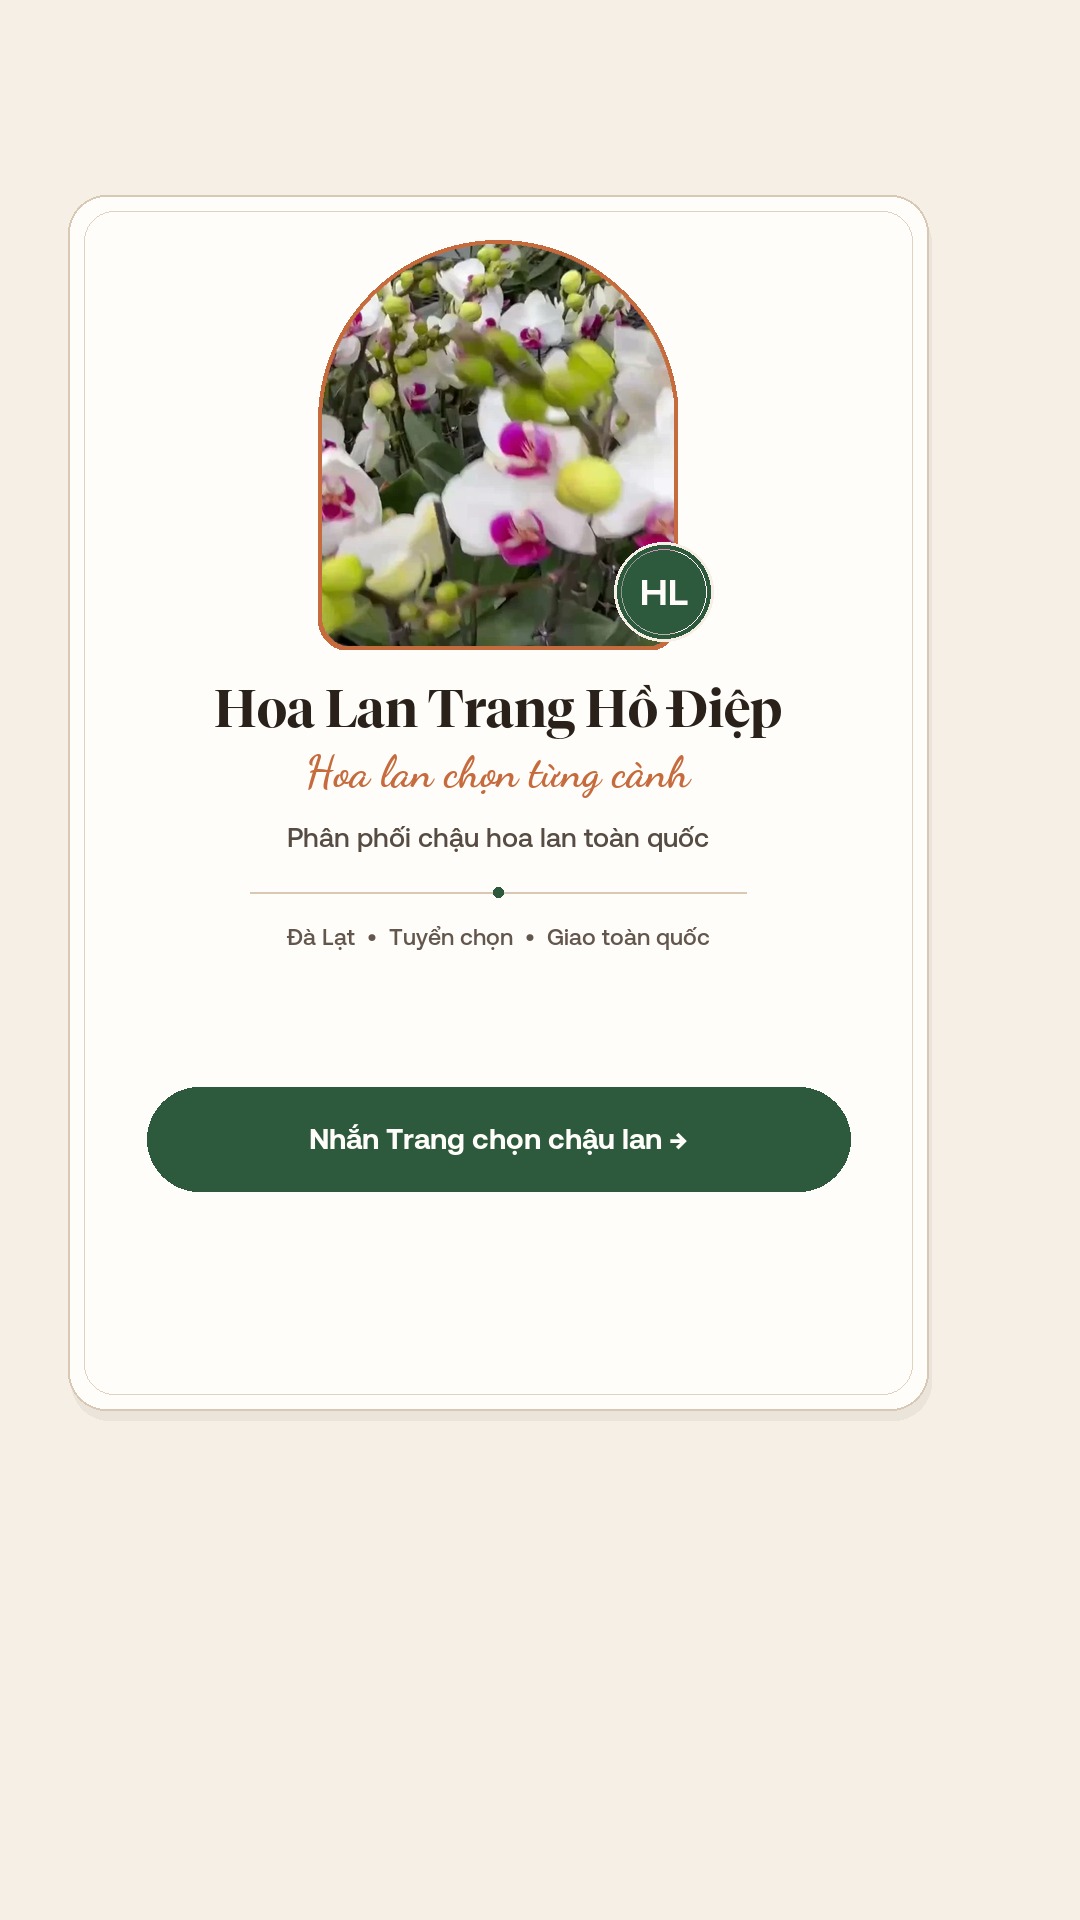 HL
Hoa Lan Trang Hồ Điệp
Hoa lan chọn từng cành
Phân phối chậu hoa lan toàn quốc
Đà Lạt • Tuyển chọn • Giao toàn quốc
Nhắn Trang chọn chậu lan →